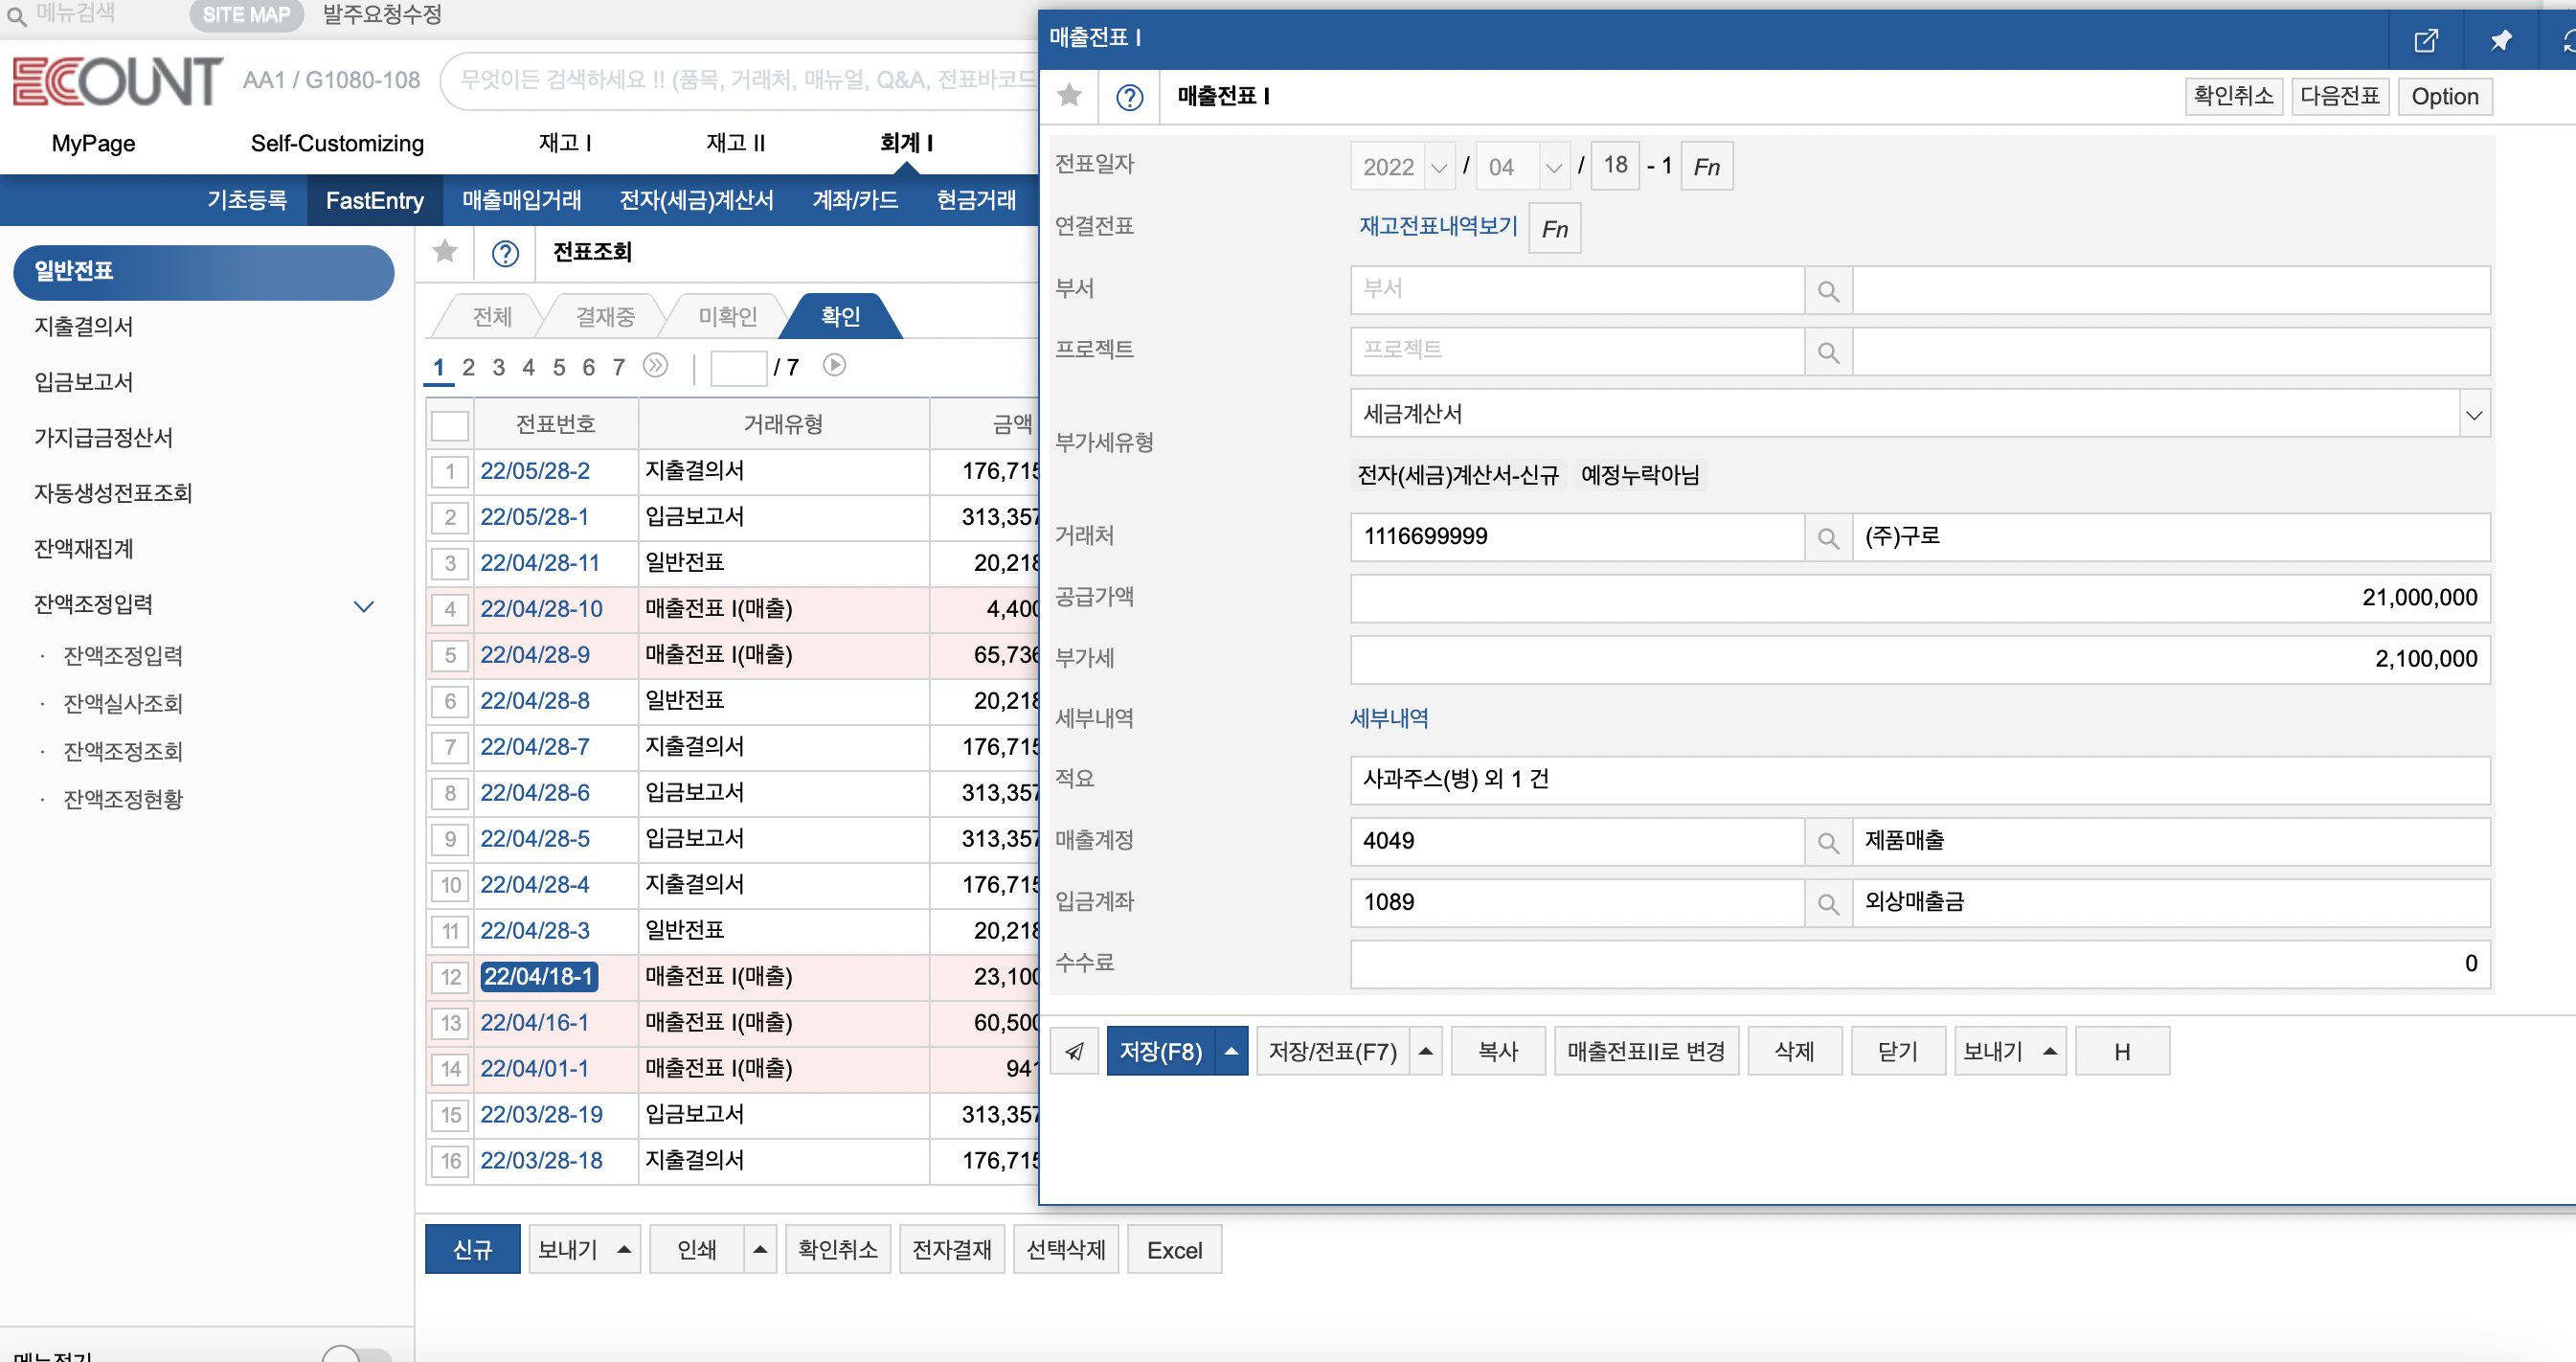 메뉴검색 SITE MAP 발주요청수정
ECOUNT AA1 / G1080-108 무엇이든 검색하세요 !! (품목, 거래처, 매뉴얼, Q&A, 전표바코드
MyPage Self-Customizing 재고 I 재고 II 회계 I
기초등록 FastEntry 매출매입거래 전자(세금)계산서 계좌/카드 현금거래
일반전표
지출결의서
입금보고서
가지급금정산서
자동생성전표조회
잔액재집계
잔액조정입력
· 잔액조정입력
· 잔액실사조회
· 잔액조정조회
· 잔액조정현황
전표조회
전체 결재중 미확인 확인
1 2 3 4 5 6 7 / 7
전표번호 거래유형 금액
1 22/05/28-2 지출결의서 176,715
2 22/05/28-1 입금보고서 313,357
3 22/04/28-11 일반전표 20,218
4 22/04/28-10 매출전표 I(매출) 4,400
5 22/04/28-9 매출전표 I(매출) 65,736
6 22/04/28-8 일반전표 20,218
7 22/04/28-7 지출결의서 176,715
8 22/04/28-6 입금보고서 313,357
9 22/04/28-5 입금보고서 313,357
10 22/04/28-4 지출결의서 176,715
11 22/04/28-3 일반전표 20,218
12 22/04/18-1 매출전표 I(매출) 23,100
13 22/04/16-1 매출전표 I(매출) 60,500
14 22/04/01-1 매출전표 I(매출) 941
15 22/03/28-19 입금보고서 313,357
16 22/03/28-18 지출결의서 176,715
신규 보내기 인쇄 확인취소 전자결재 선택삭제 Excel
매출전표 I
매출전표 I 확인취소 다음전표 Option
전표일자 2022 / 04 / 18 - 1 Fn
연결전표 재고전표내역보기 Fn
부서 부서
프로젝트 프로젝트
부가세유형 세금계산서
전자(세금)계산서-신규 예정누락아님
거래처 1116699999 (주)구로
공급가액 21,000,000
부가세 2,100,000
세부내역 세부내역
적요 사과주스(병) 외 1 건
매출계정 4049 제품매출
입금계좌 1089 외상매출금
수수료 0
저장(F8) 저장/전표(F7) 복사 매출전표II로 변경 삭제 닫기 보내기 H